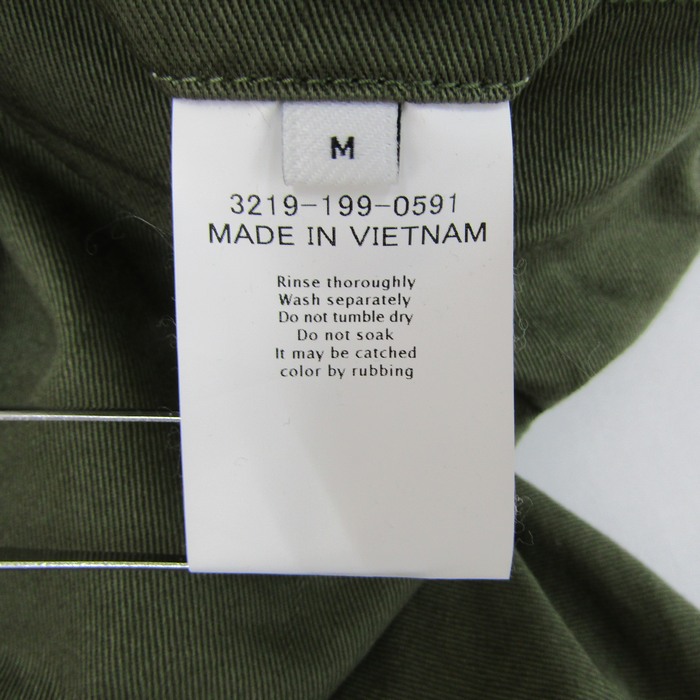 M
3219-199-0591
MADE IN VIETNAM
Rinse thoroughly
Wash separately
Do not tumble dry
Do not soak
It may be catched
color by rubbing